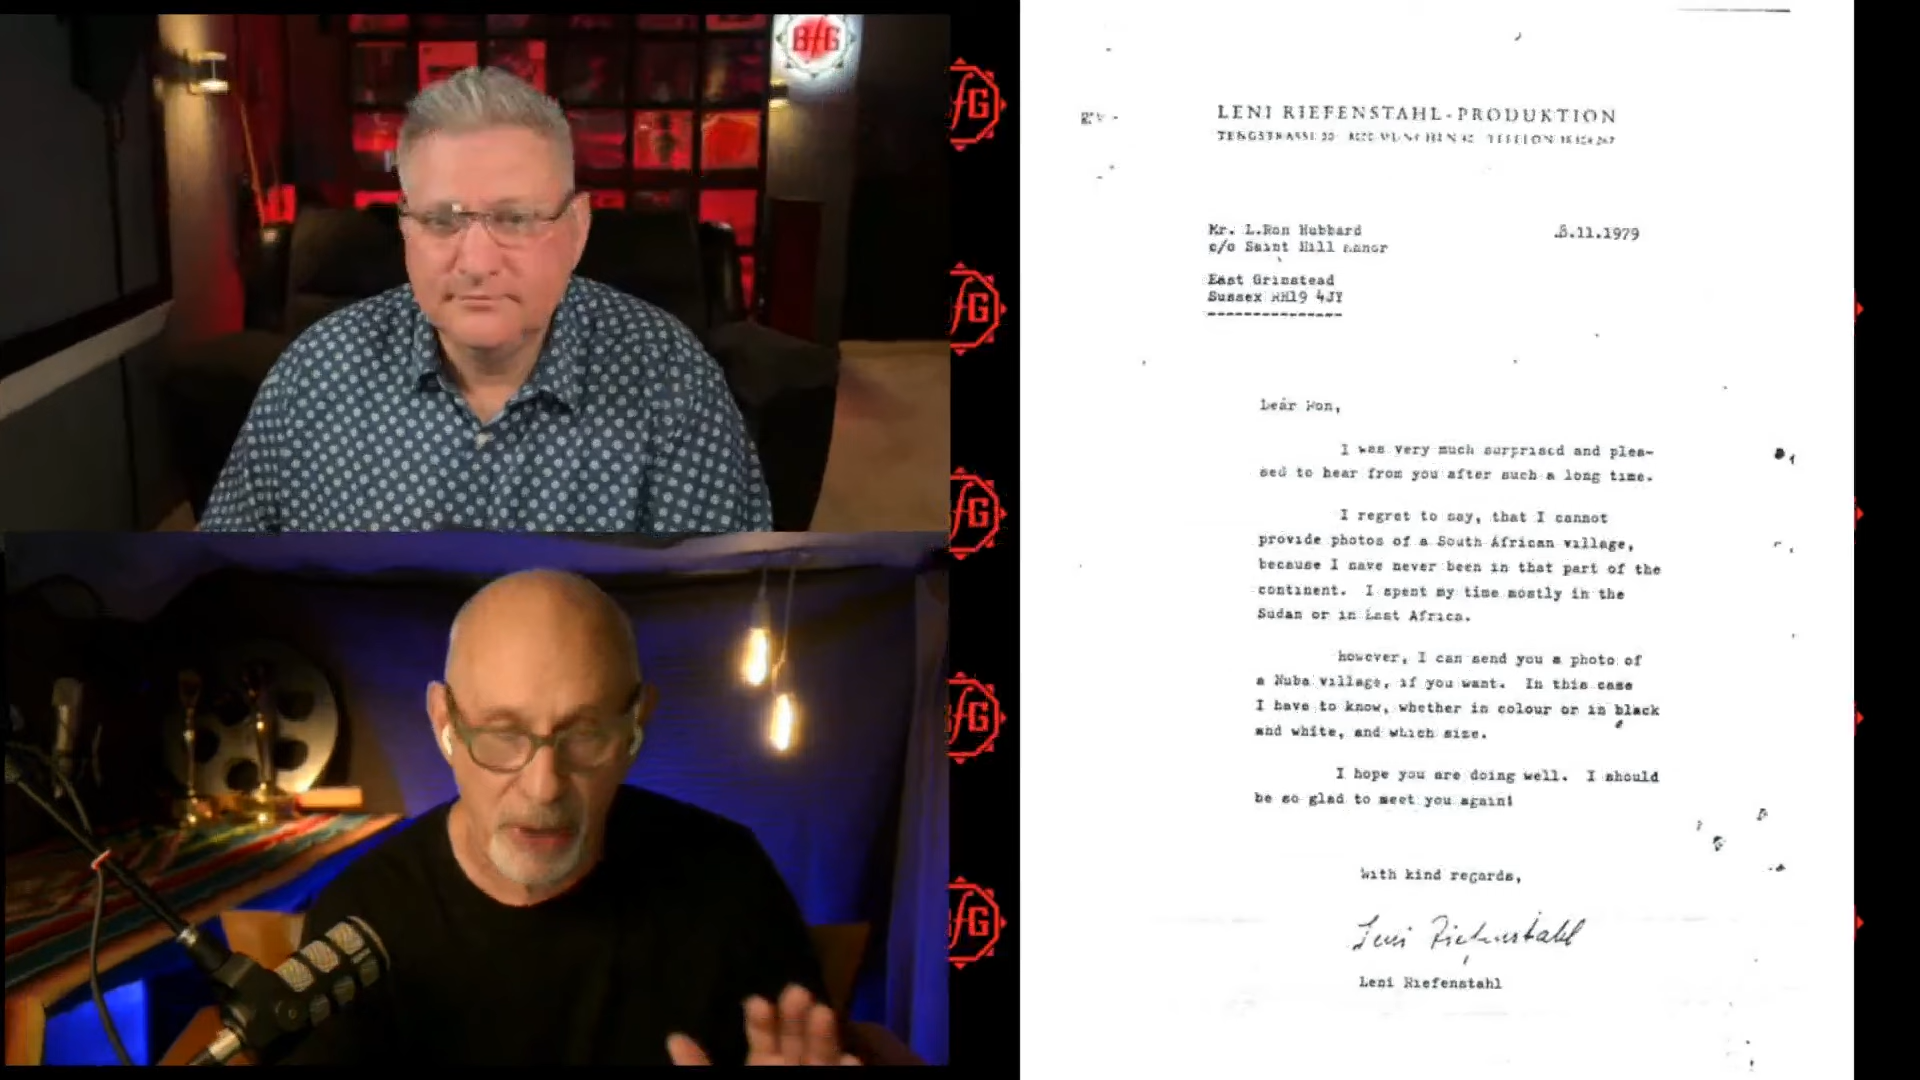 BfG
LENI RIEFENSTAHL-PRODUKTION
Mr. L.Ron Hubbard
c/o Saint Hill manor
.11.1979
East Grinstead
Sussex RH19 4JY
Dear Ron,
I was very much surprised and plea-
sed to hear from you after such a long time.
I regret to say, that I cannot
provide photos of a South African village,
because I have never been in that part of the
continent. I spent my time mostly in the
Sudan or in East Africa.
however, I can send you a photo of
a Nuba village, if you want. In this case
I have to know, whether in colour or in black
and white, and which size.
I hope you are doing well. I should
be so glad to meet you again!
with kind regards,
Leni Riefenstahl
Leni Riefenstahl